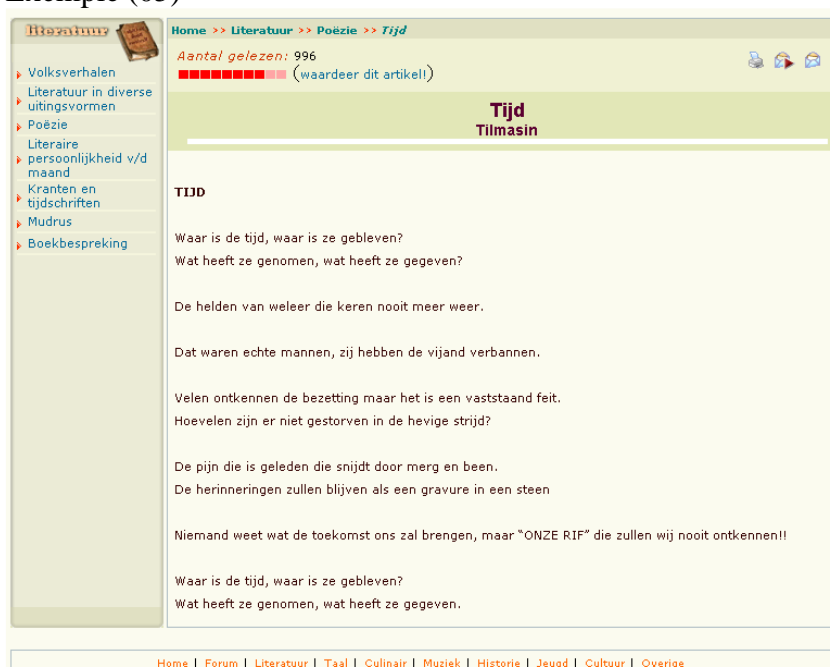 literatuur
Volksverhalen
Literatuur in diverse
uitingsvormen
Poëzie
Literaire
persoonlijkheid v/d
maand
Kranten en
tijdschriften
Mudrus
Boekbespreking
Home >> Literatuur >> Poëzie >> Tijd
Aantal gelezen: 996
(waardeer dit artikel!)
Tijd
Tilmasin
TIJD
Waar is de tijd, waar is ze gebleven?
Wat heeft ze genomen, wat heeft ze gegeven?
De helden van weleer die keren nooit meer weer.
Dat waren echte mannen, zij hebben de vijand verbannen.
Velen ontkennen de bezetting maar het is een vaststaand feit.
Hoevelen zijn er niet gestorven in de hevige strijd?
De pijn die is geleden die snijdt door merg en been.
De herinneringen zullen blijven als een gravure in een steen
Niemand weet wat de toekomst ons zal brengen, maar “ONZE RIF” die zullen wij nooit ontkennen!!
Waar is de tijd, waar is ze gebleven?
Wat heeft ze genomen, wat heeft ze gegeven.
Home | Forum | Literatuur | Taal | Culinair | Muziek | Historie | Jeugd | Cultuur | Overige